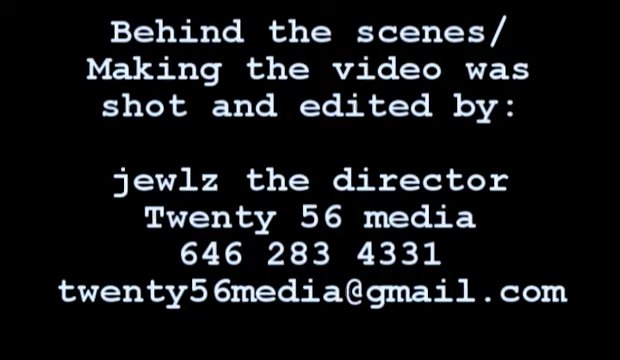 Behind the scenes/
Making the video was
shot and edited by:
jewlz the director
Twenty 56 media
646 283 4331
twenty56media@gmail.com